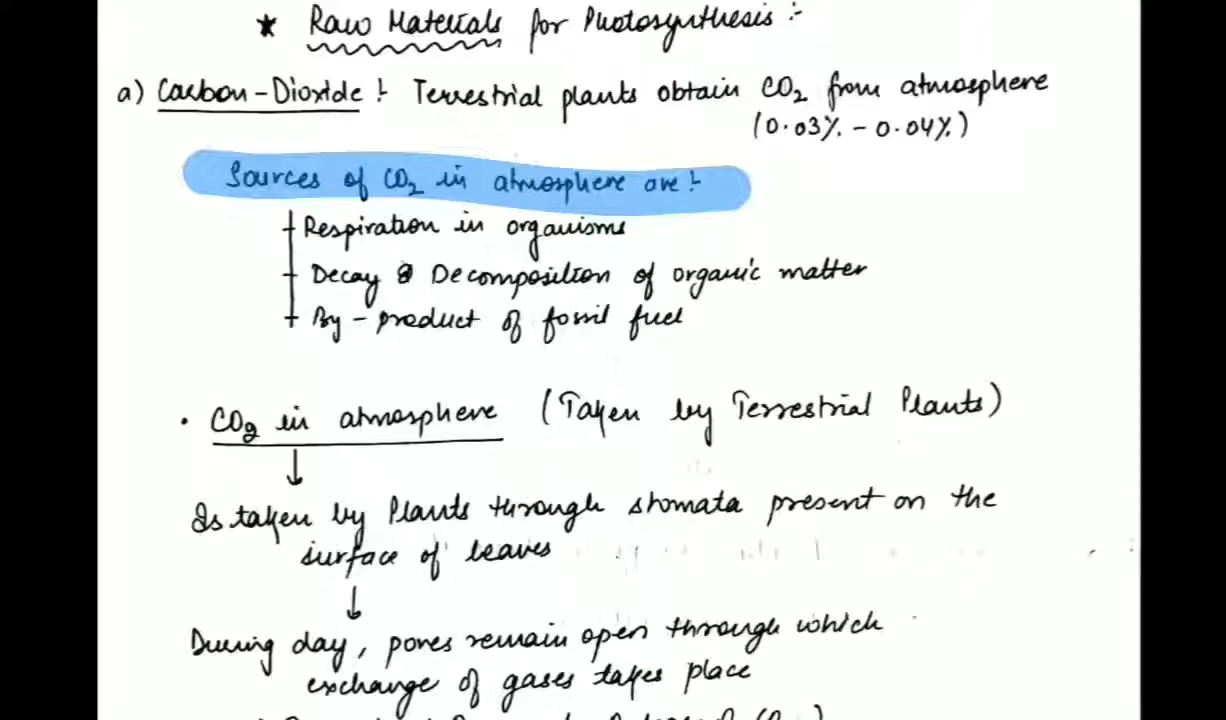 ★ Raw Materials for Photosynthesis :-
a) Carbon-Dioxide :- Terrestrial plants obtain CO₂ from atmosphere
(0.03% - 0.04%)
Sources of CO₂ in atmosphere are :-
Respiration in organisms
Decay & Decomposition of organic matter
By-product of fossil fuel
• CO₂ in atmosphere (Taken by Terrestrial Plants)
↓
Is taken by Plants through stomata present on the
surface of leaves
↓
During day, pores remain open through which
exchange of gases takes place